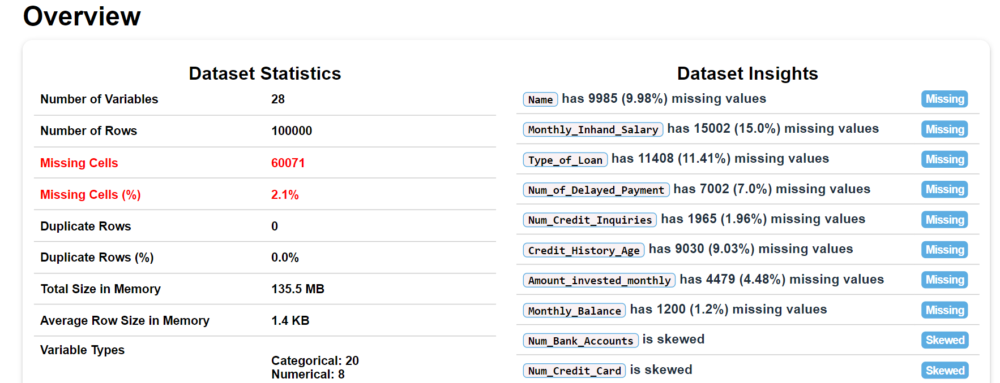 Overview
Dataset Statistics
Number of Variables 28
Number of Rows 100000
Missing Cells 60071
Missing Cells (%) 2.1%
Duplicate Rows 0
Duplicate Rows (%) 0.0%
Total Size in Memory 135.5 MB
Average Row Size in Memory 1.4 KB
Variable Types
Categorical: 20
Numerical: 8
Dataset Insights
Name has 9985 (9.98%) missing values Missing
Monthly_Inhand_Salary has 15002 (15.0%) missing values Missing
Type_of_Loan has 11408 (11.41%) missing values Missing
Num_of_Delayed_Payment has 7002 (7.0%) missing values Missing
Num_Credit_Inquiries has 1965 (1.96%) missing values Missing
Credit_History_Age has 9030 (9.03%) missing values Missing
Amount_invested_monthly has 4479 (4.48%) missing values Missing
Monthly_Balance has 1200 (1.2%) missing values Missing
Num_Bank_Accounts is skewed Skewed
Num_Credit_Card is skewed Skewed